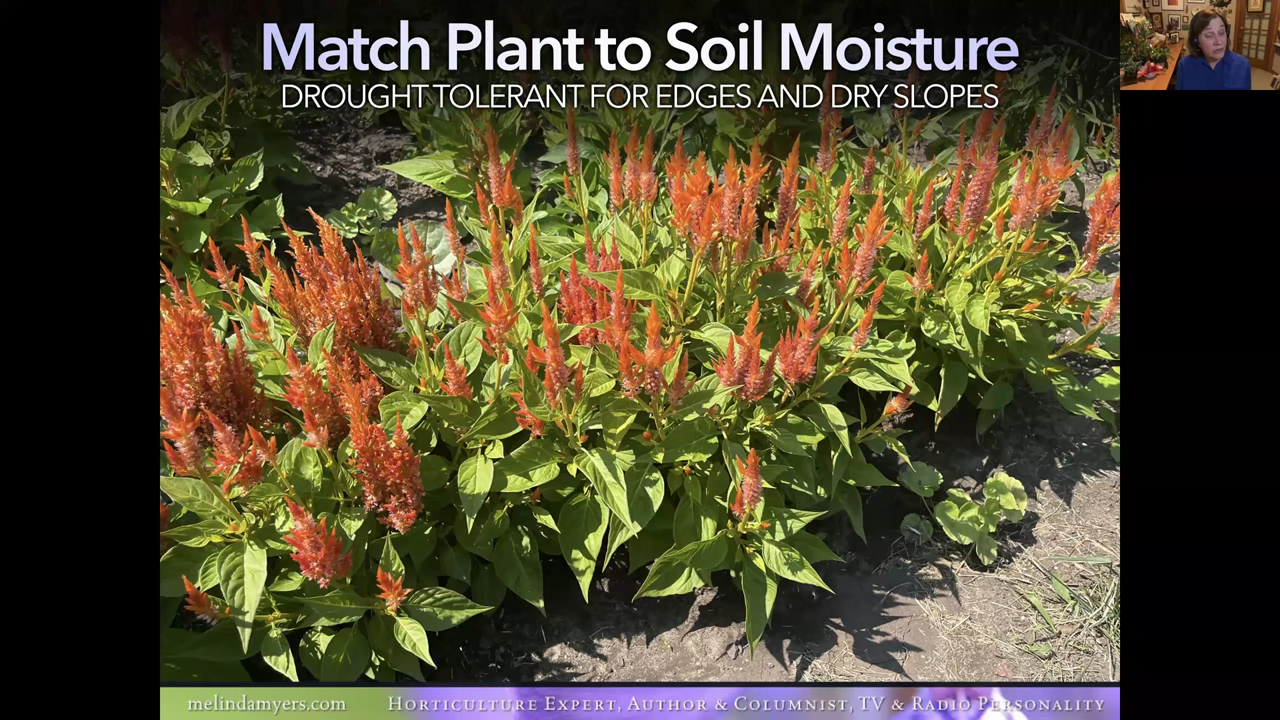 Match Plant to Soil Moisture
DROUGHT TOLERANT FOR EDGES AND DRY SLOPES
melindamyers.com
HORTICULTURE EXPERT, AUTHOR & COLUMNIST, TV & RADIO PERSONALITY